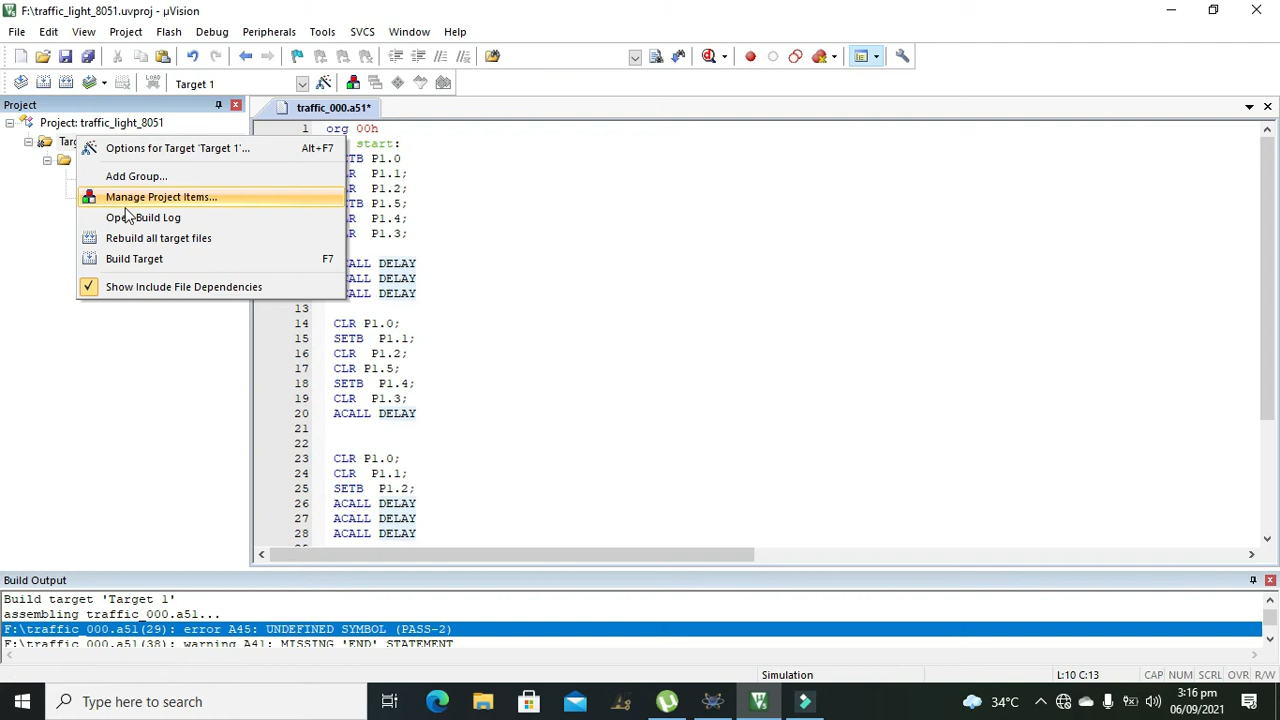 F:\traffic_light_8051.uvproj - µVision
File Edit View Project Flash Debug Peripherals Tools SVCS Window Help
Target 1
Project
traffic_000.a51*
Project: traffic_light_8051
Options for Target 'Target 1'... Alt+F7
Add Group...
Manage Project Items...
Open Build Log
Rebuild all target files
Build Target F7
Show Include File Dependencies
1 org 00h
start:
TB P1.0
R P1.1;
R P1.2;
TB P1.5;
R P1.4;
R P1.3;
ALL DELAY
ALL DELAY
ALL DELAY
13
14 CLR P1.0;
15 SETB P1.1;
16 CLR P1.2;
17 CLR P1.5;
18 SETB P1.4;
19 CLR P1.3;
20 ACALL DELAY
21
22
23 CLR P1.0;
24 CLR P1.1;
25 SETB P1.2;
26 ACALL DELAY
27 ACALL DELAY
28 ACALL DELAY
Build Output
Build target 'Target 1'
assembling traffic_000.a51...
F:\traffic_000.a51(29): error A45: UNDEFINED SYMBOL (PASS-2)
F:\traffic_000.a51(38): warning A41: MISSING 'END' STATEMENT
Simulation L:10 C:13 CAP NUM SCRL OVR R/W
Type here to search
34°C
3:16 pm
06/09/2021